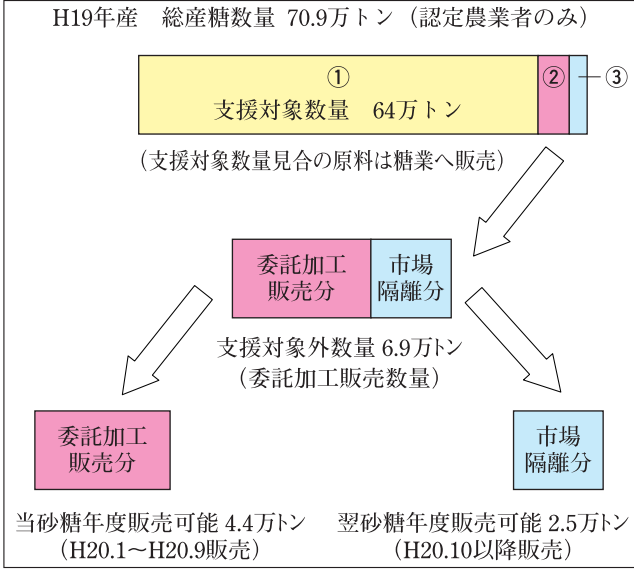 H19年産　総産糖数量 70.9万トン（認定農業者のみ）
① ② ③
支援対象数量　64万トン
（支援対象数量見合の原料は糖業へ販売）
委託加工 市場
販売分 隔離分
支援対象外数量 6.9万トン
（委託加工販売数量）
委託加工 市場
販売分 隔離分
当砂糖年度販売可能 4.4万トン 翌砂糖年度販売可能 2.5万トン
（H20.1〜H20.9販売） （H20.10以降販売）